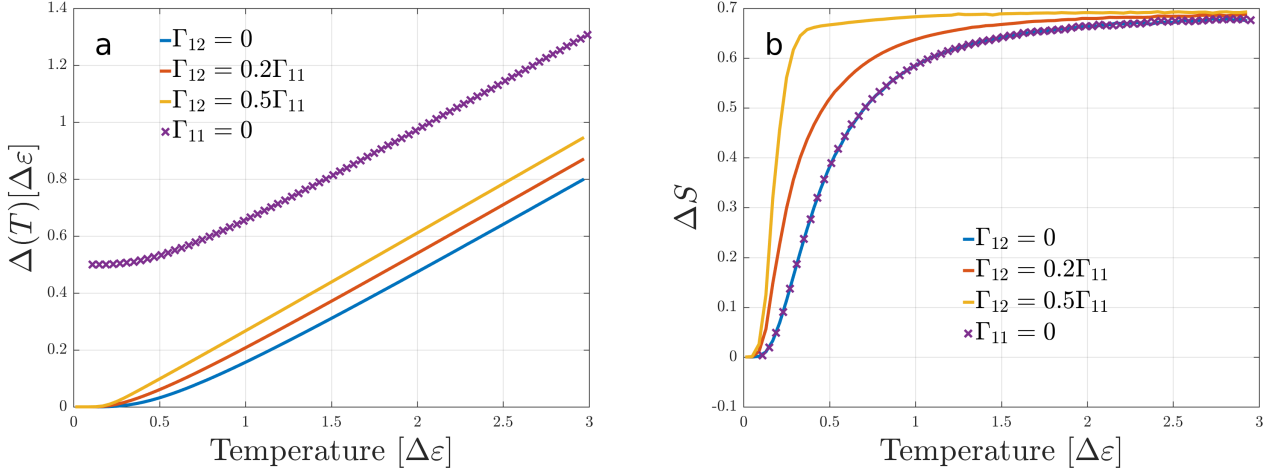 a
Γ₁₂ = 0
Γ₁₂ = 0.2Γ₁₁
Γ₁₂ = 0.5Γ₁₁
Γ₁₁ = 0
Δ(T)[Δε]
1.4
1.2
1
0.8
0.6
0.4
0.2
0
0 0.5 1 1.5 2 2.5 3
Temperature [Δε]
b
Γ₁₂ = 0
Γ₁₂ = 0.2Γ₁₁
Γ₁₂ = 0.5Γ₁₁
Γ₁₁ = 0
ΔS
0.7
0.6
0.5
0.4
0.3
0.2
0.1
0
-0.1
0 0.5 1 1.5 2 2.5 3
Temperature [Δε]